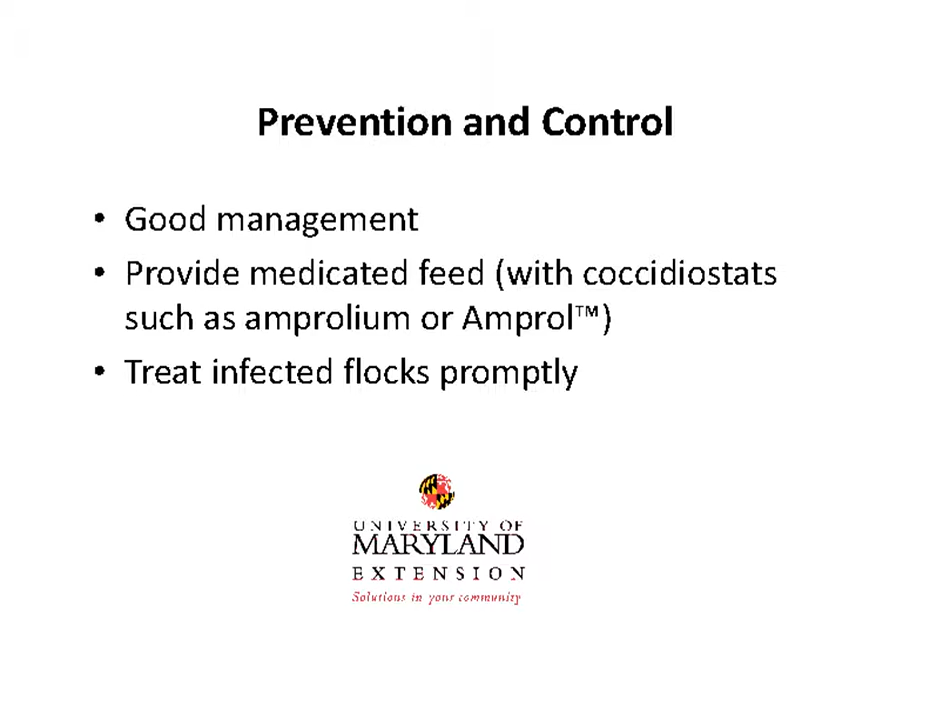 Prevention and Control
• Good management
• Provide medicated feed (with coccidiostats
such as amprolium or Amprol™)
• Treat infected flocks promptly
UNIVERSITY OF
MARYLAND
EXTENSION
Solutions in your community